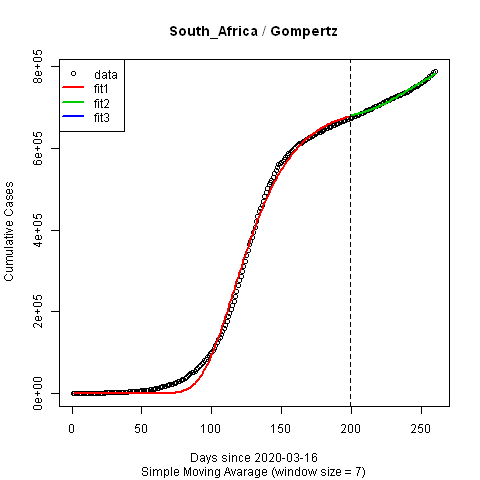 South_Africa / Gompertz
data
fit1
fit2
fit3
Cumulative Cases
8e+05
6e+05
4e+05
2e+05
0e+00
0 50 100 150 200 250
Days since 2020-03-16
Simple Moving Avarage (window size = 7)